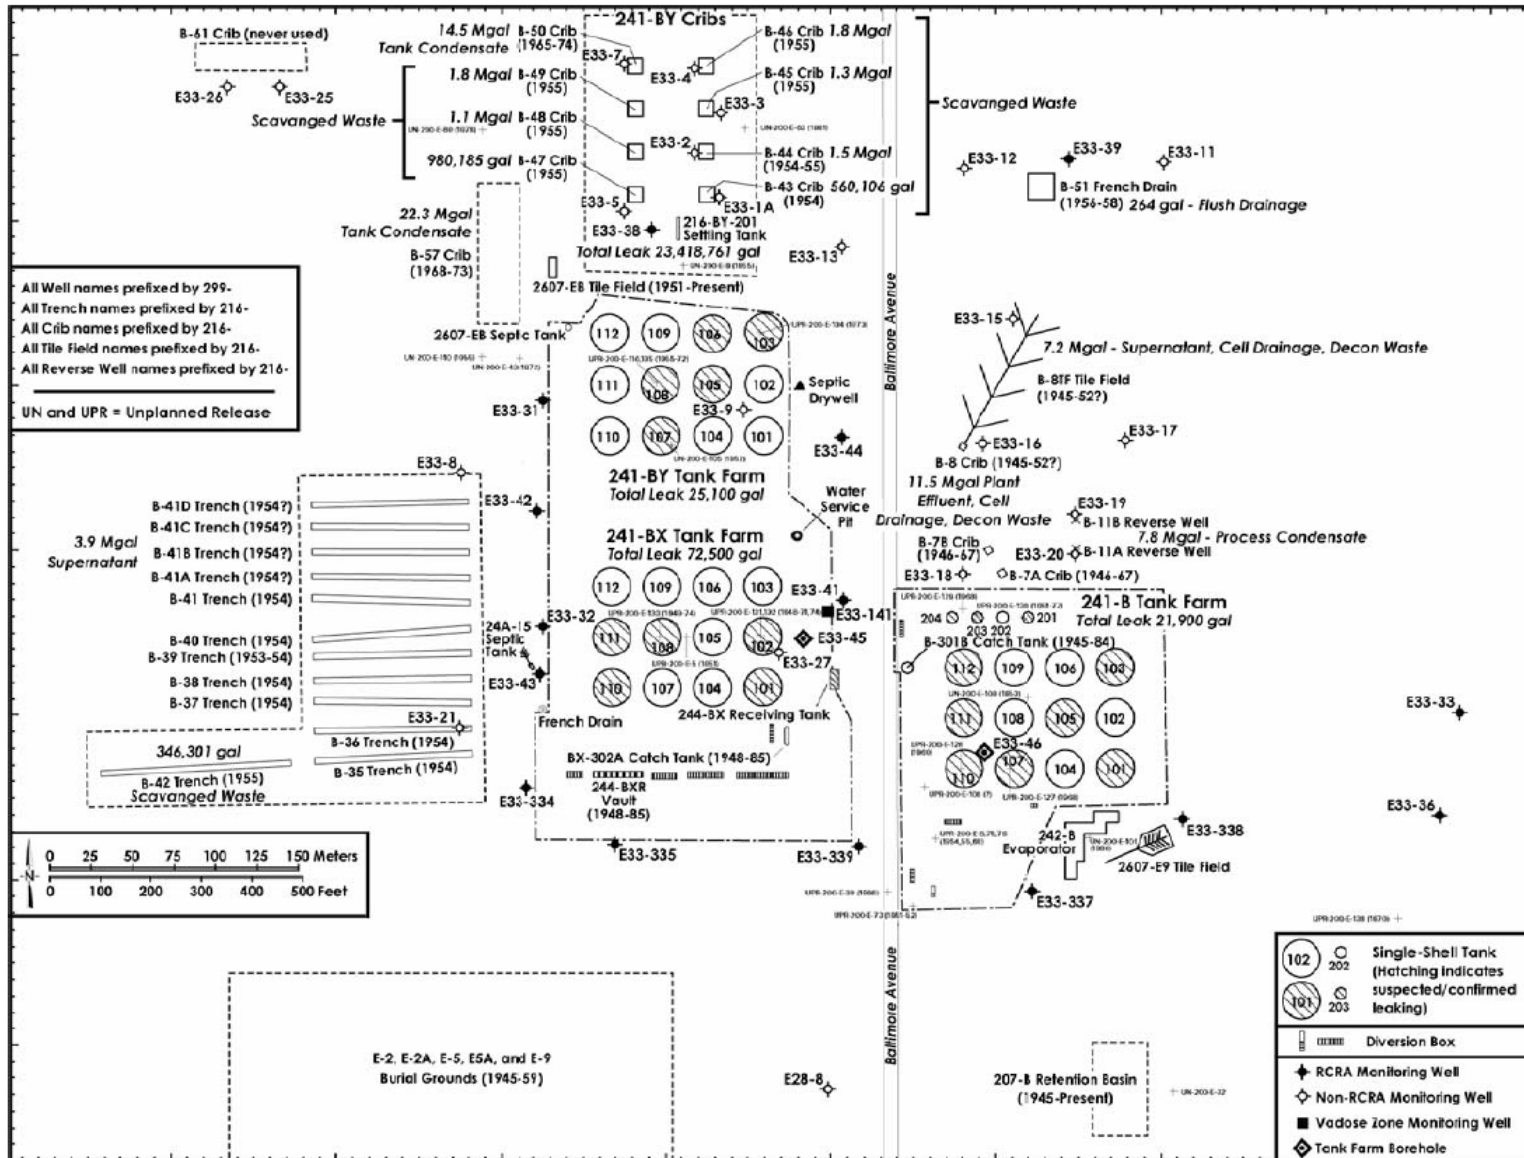 241-BY Cribs
B-61 Crib (never used)
E33-26
E33-25
14.5 Mgal B-50 Crib
Tank Condensate (1965-74)
E33-7
1.8 Mgal B-49 Crib
(1955)
1.1 Mgal B-48 Crib
(1955)
980,185 gal B-47 Crib
(1955)
Scavanged Waste
E33-5
E33-38
B-46 Crib 1.8 Mgal
(1955)
E33-4
B-45 Crib 1.3 Mgal
(1955)
E33-3
E33-2
B-44 Crib 1.5 Mgal
(1954-55)
B-43 Crib 560,106 gal
(1954)
E33-1A
Scavanged Waste
216-BY-201
Settling Tank
Total Leak 23,418,761 gal
22.3 Mgal
Tank Condensate
B-57 Crib
(1968-73)
E33-12
E33-39
E33-11
B-51 French Drain
(1956-58) 264 gal - Flush Drainage
E33-13
All Well names prefixed by 299-
All Trench names prefixed by 216-
All Crib names prefixed by 216-
All Tile Field names prefixed by 216-
All Reverse Well names prefixed by 216-
UN and UPR = Unplanned Release
2607-EB Tile Field (1951-Present)
2607-EB Septic Tank
Baltimore Avenue
112
109
106
103
111
108
105
102
E33-9
110
107
104
101
241-BY Tank Farm
Total Leak 25,100 gal
Septic
Drywell
E33-31
E33-44
E33-15
7.2 Mgal - Supernatant, Cell Drainage, Decon Waste
B-8TF Tile Field
(1945-52?)
E33-16
E33-17
B-8 Crib (1945-52?)
11.5 Mgal Plant
Effluent, Cell
Drainage, Decon Waste
E33-19
B-11B Reverse Well
7.8 Mgal - Process Condensate
B-7B Crib
(1946-67)
E33-20
B-11A Reverse Well
E33-18
B-7A Crib (1946-67)
E33-8
E33-42
B-41D Trench (1954?)
B-41C Trench (1954?)
B-41B Trench (1954?)
B-41A Trench (1954?)
B-41 Trench (1954)
3.9 Mgal
Supernatant
B-40 Trench (1954)
B-39 Trench (1953-54)
B-38 Trench (1954)
B-37 Trench (1954)
E33-21
B-36 Trench (1954)
B-35 Trench (1954)
346,301 gal
B-42 Trench (1955)
Scavanged Waste
Water
Service
Pit
241-BX Tank Farm
Total Leak 72,500 gal
112
109
106
103
111
108
105
102
110
107
104
101
E33-41
E33-141
E33-45
E33-27
E33-32
24A-15
Septic
Tank
E33-43
French Drain
244-BX Receiving Tank
BX-302A Catch Tank (1948-85)
244-BXR
Vault
(1948-85)
E33-334
E33-335
E33-339
241-B Tank Farm
Total Leak 21,900 gal
204
203
202
201
B-301B Catch Tank (1945-84)
112
109
106
103
111
108
105
102
E33-46
110
107
104
101
E33-33
E33-36
E33-338
242-B
Evaporator
2607-E9 Tile Field
E33-337
0 25 50 75 100 125 150 Meters
N
0 100 200 300 400 500 Feet
Baltimore Avenue
E-2, E-2A, E-5, E5A, and E-9
Burial Grounds (1945-59)
E28-8
207-B Retention Basin
(1945-Present)
102
202
101
203
Single-Shell Tank
(Hatching indicates
suspected/confirmed
leaking)
Diversion Box
RCRA Monitoring Well
Non-RCRA Monitoring Well
Vadose Zone Monitoring Well
Tank Farm Borehole